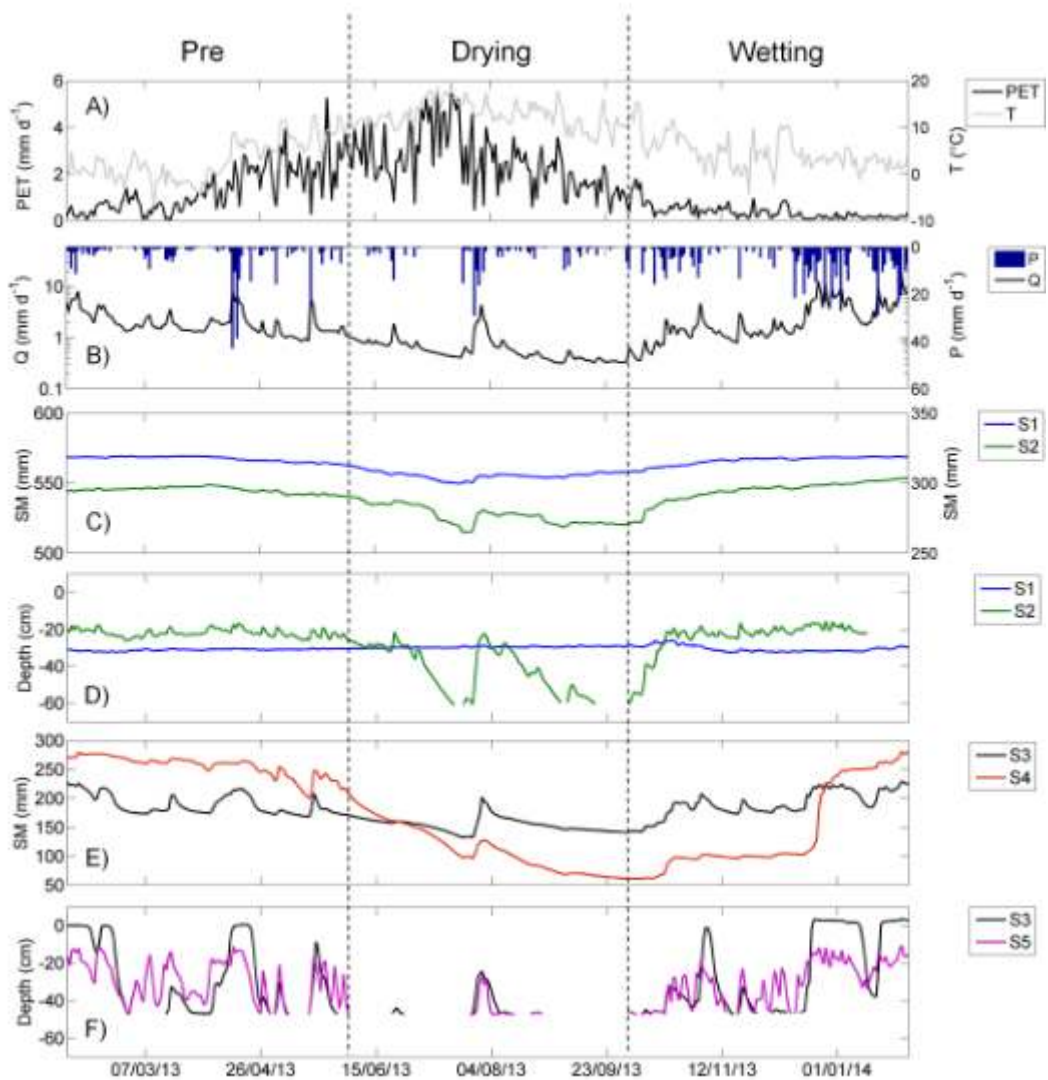 Pre Drying Wetting
A)
PET (mm d⁻¹)
6
4
2
0
T (°C)
20
10
0
-10
PET
T
B)
Q (mm d⁻¹)
10
1
0.1
P (mm d⁻¹)
0
20
40
60
P
Q
C)
SM (mm)
600
550
500
SM (mm)
350
300
250
S1
S2
D)
Depth (cm)
0
-20
-40
-60
S1
S2
E)
SM (mm)
300
250
200
150
100
50
S3
S4
F)
Depth (cm)
0
-20
-40
-60
S3
S5
07/03/13 26/04/13 15/06/13 04/08/13 23/09/13 12/11/13 01/01/14